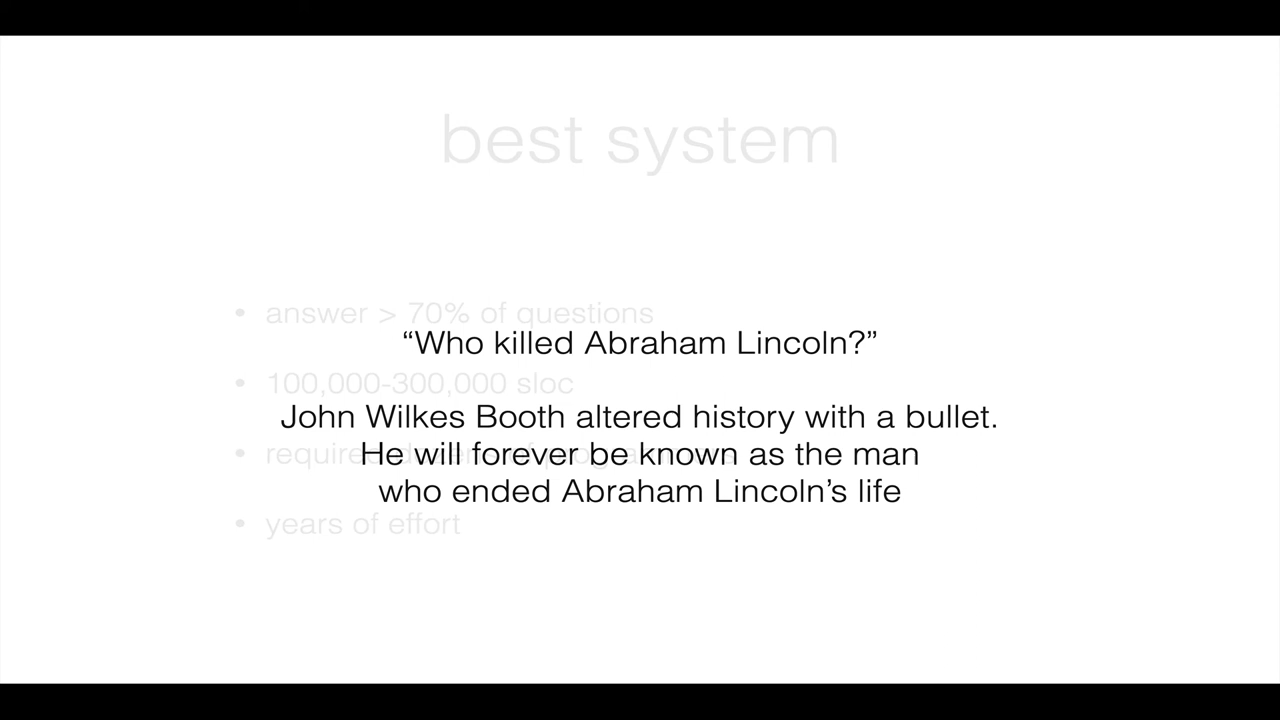 best system
• answer > 70% of questions
“Who killed Abraham Lincoln?”
• 100,000-300,000 sloc
John Wilkes Booth altered history with a bullet.
He will forever be known as the man
who ended Abraham Lincoln’s life
• years of effort